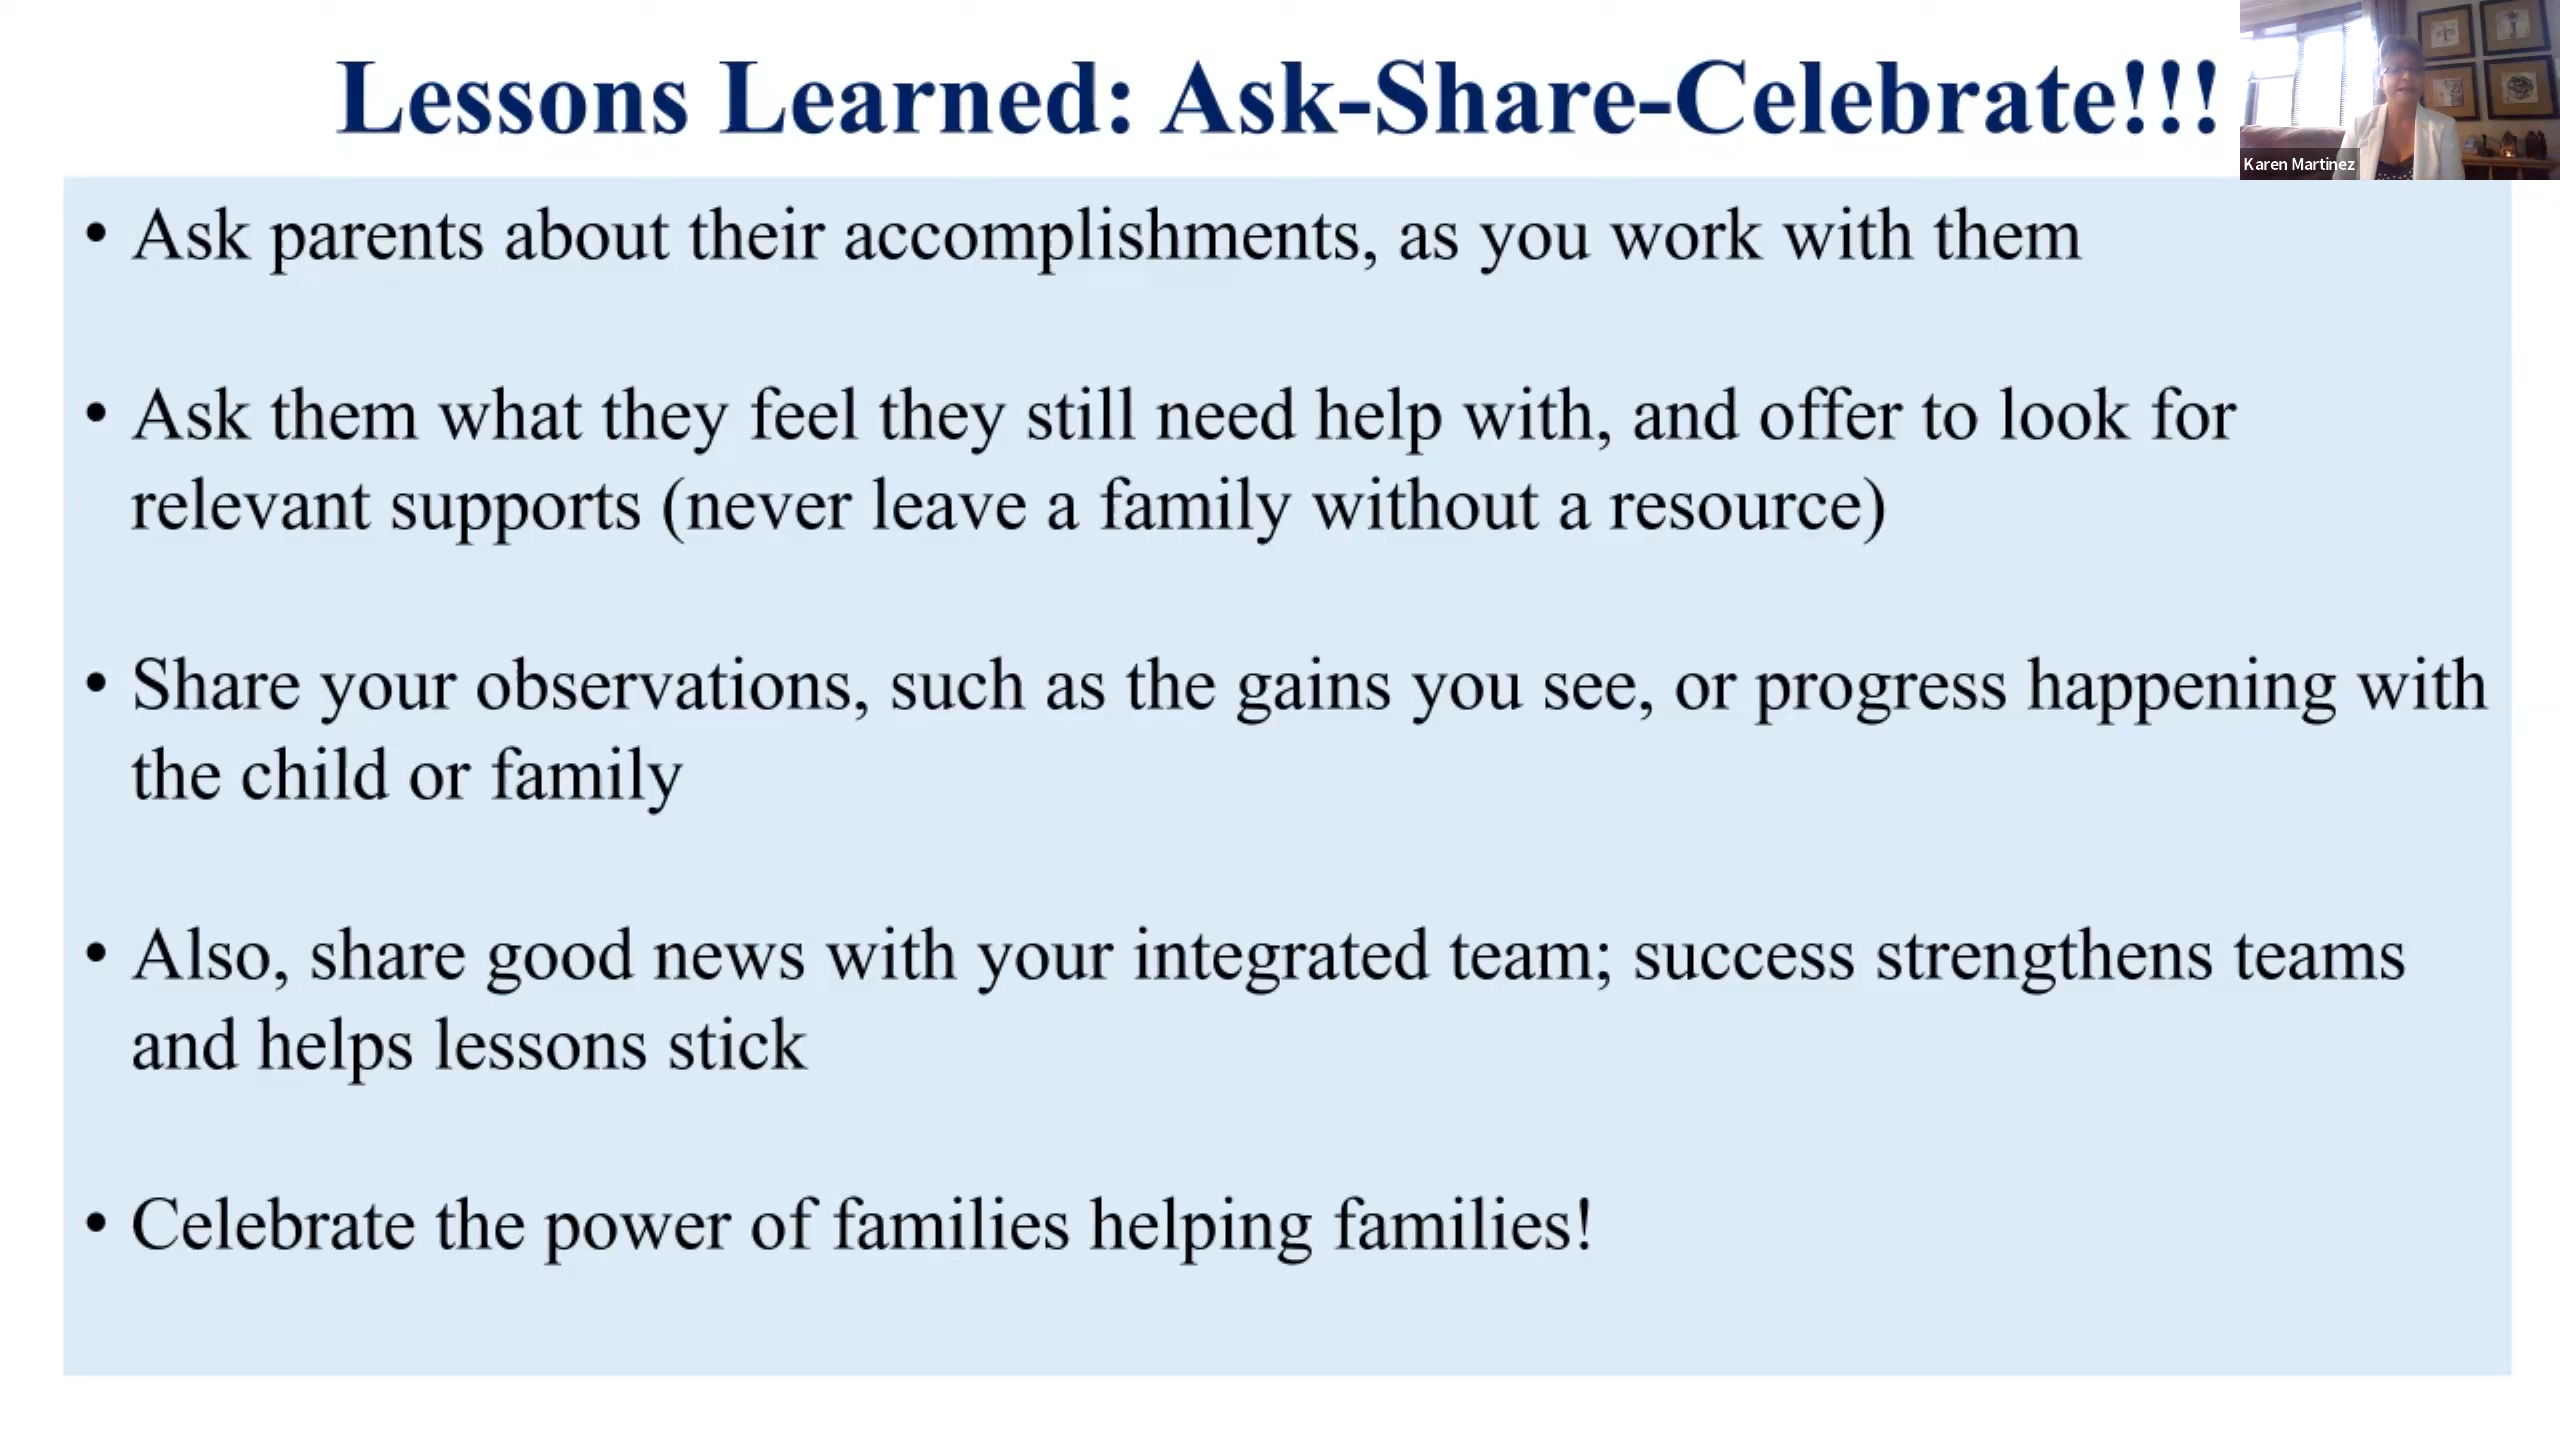 Lessons Learned: Ask-Share-Celebrate!!!
Karen Martinez
• Ask parents about their accomplishments, as you work with them
• Ask them what they feel they still need help with, and offer to look for
relevant supports (never leave a family without a resource)
• Share your observations, such as the gains you see, or progress happening with
the child or family
• Also, share good news with your integrated team; success strengthens teams
and helps lessons stick
• Celebrate the power of families helping families!